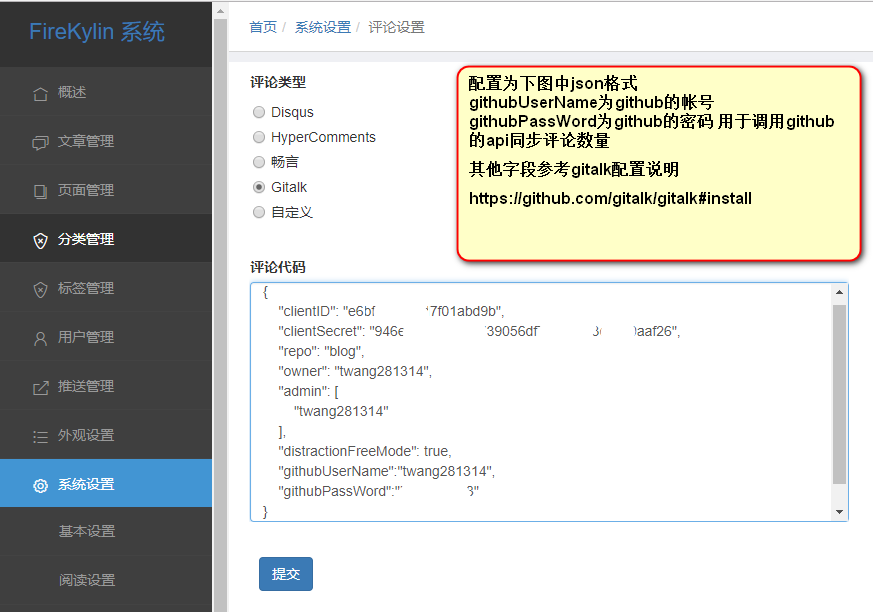 FireKylin 系统
概述
文章管理
页面管理
分类管理
标签管理
用户管理
推送管理
外观设置
系统设置
基本设置
阅读设置
首页 / 系统设置 / 评论设置
评论类型
Disqus
HyperComments
畅言
Gitalk
自定义
配置为下图中json格式
githubUserName为github的帐号
githubPassWord为github的密码 用于调用github
的api同步评论数量
其他字段参考gitalk配置说明
https://github.com/gitalk/gitalk#install
评论代码
{
"clientID": "e6bf 7f01abd9b",
"clientSecret": "946e 39056df 3 aaf26",
"repo": "blog",
"owner": "twang281314",
"admin": [
"twang281314"
],
"distractionFreeMode": true,
"githubUserName":"twang281314",
"githubPassWord":" 3"
}
提交